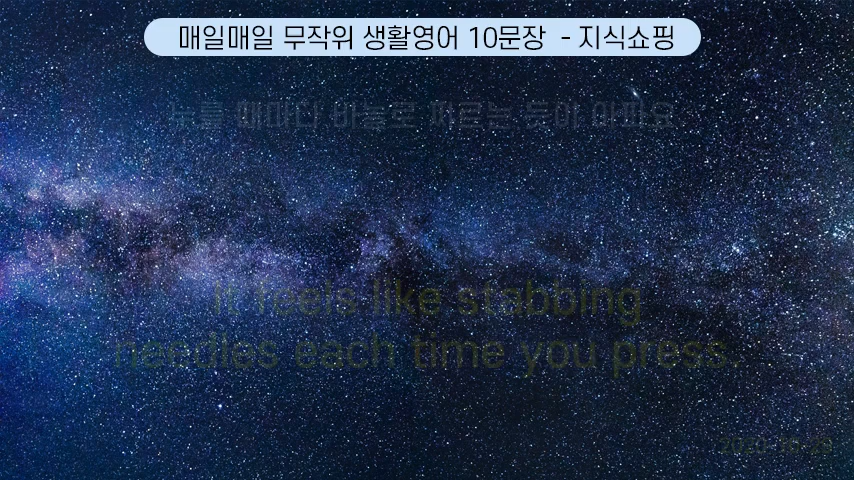 매일매일 무작위 생활영어 10문장 - 지식쇼핑
누를 때마다 바늘로 찌르는 듯이 아파요
It feels like stabbing
needles each time you press.